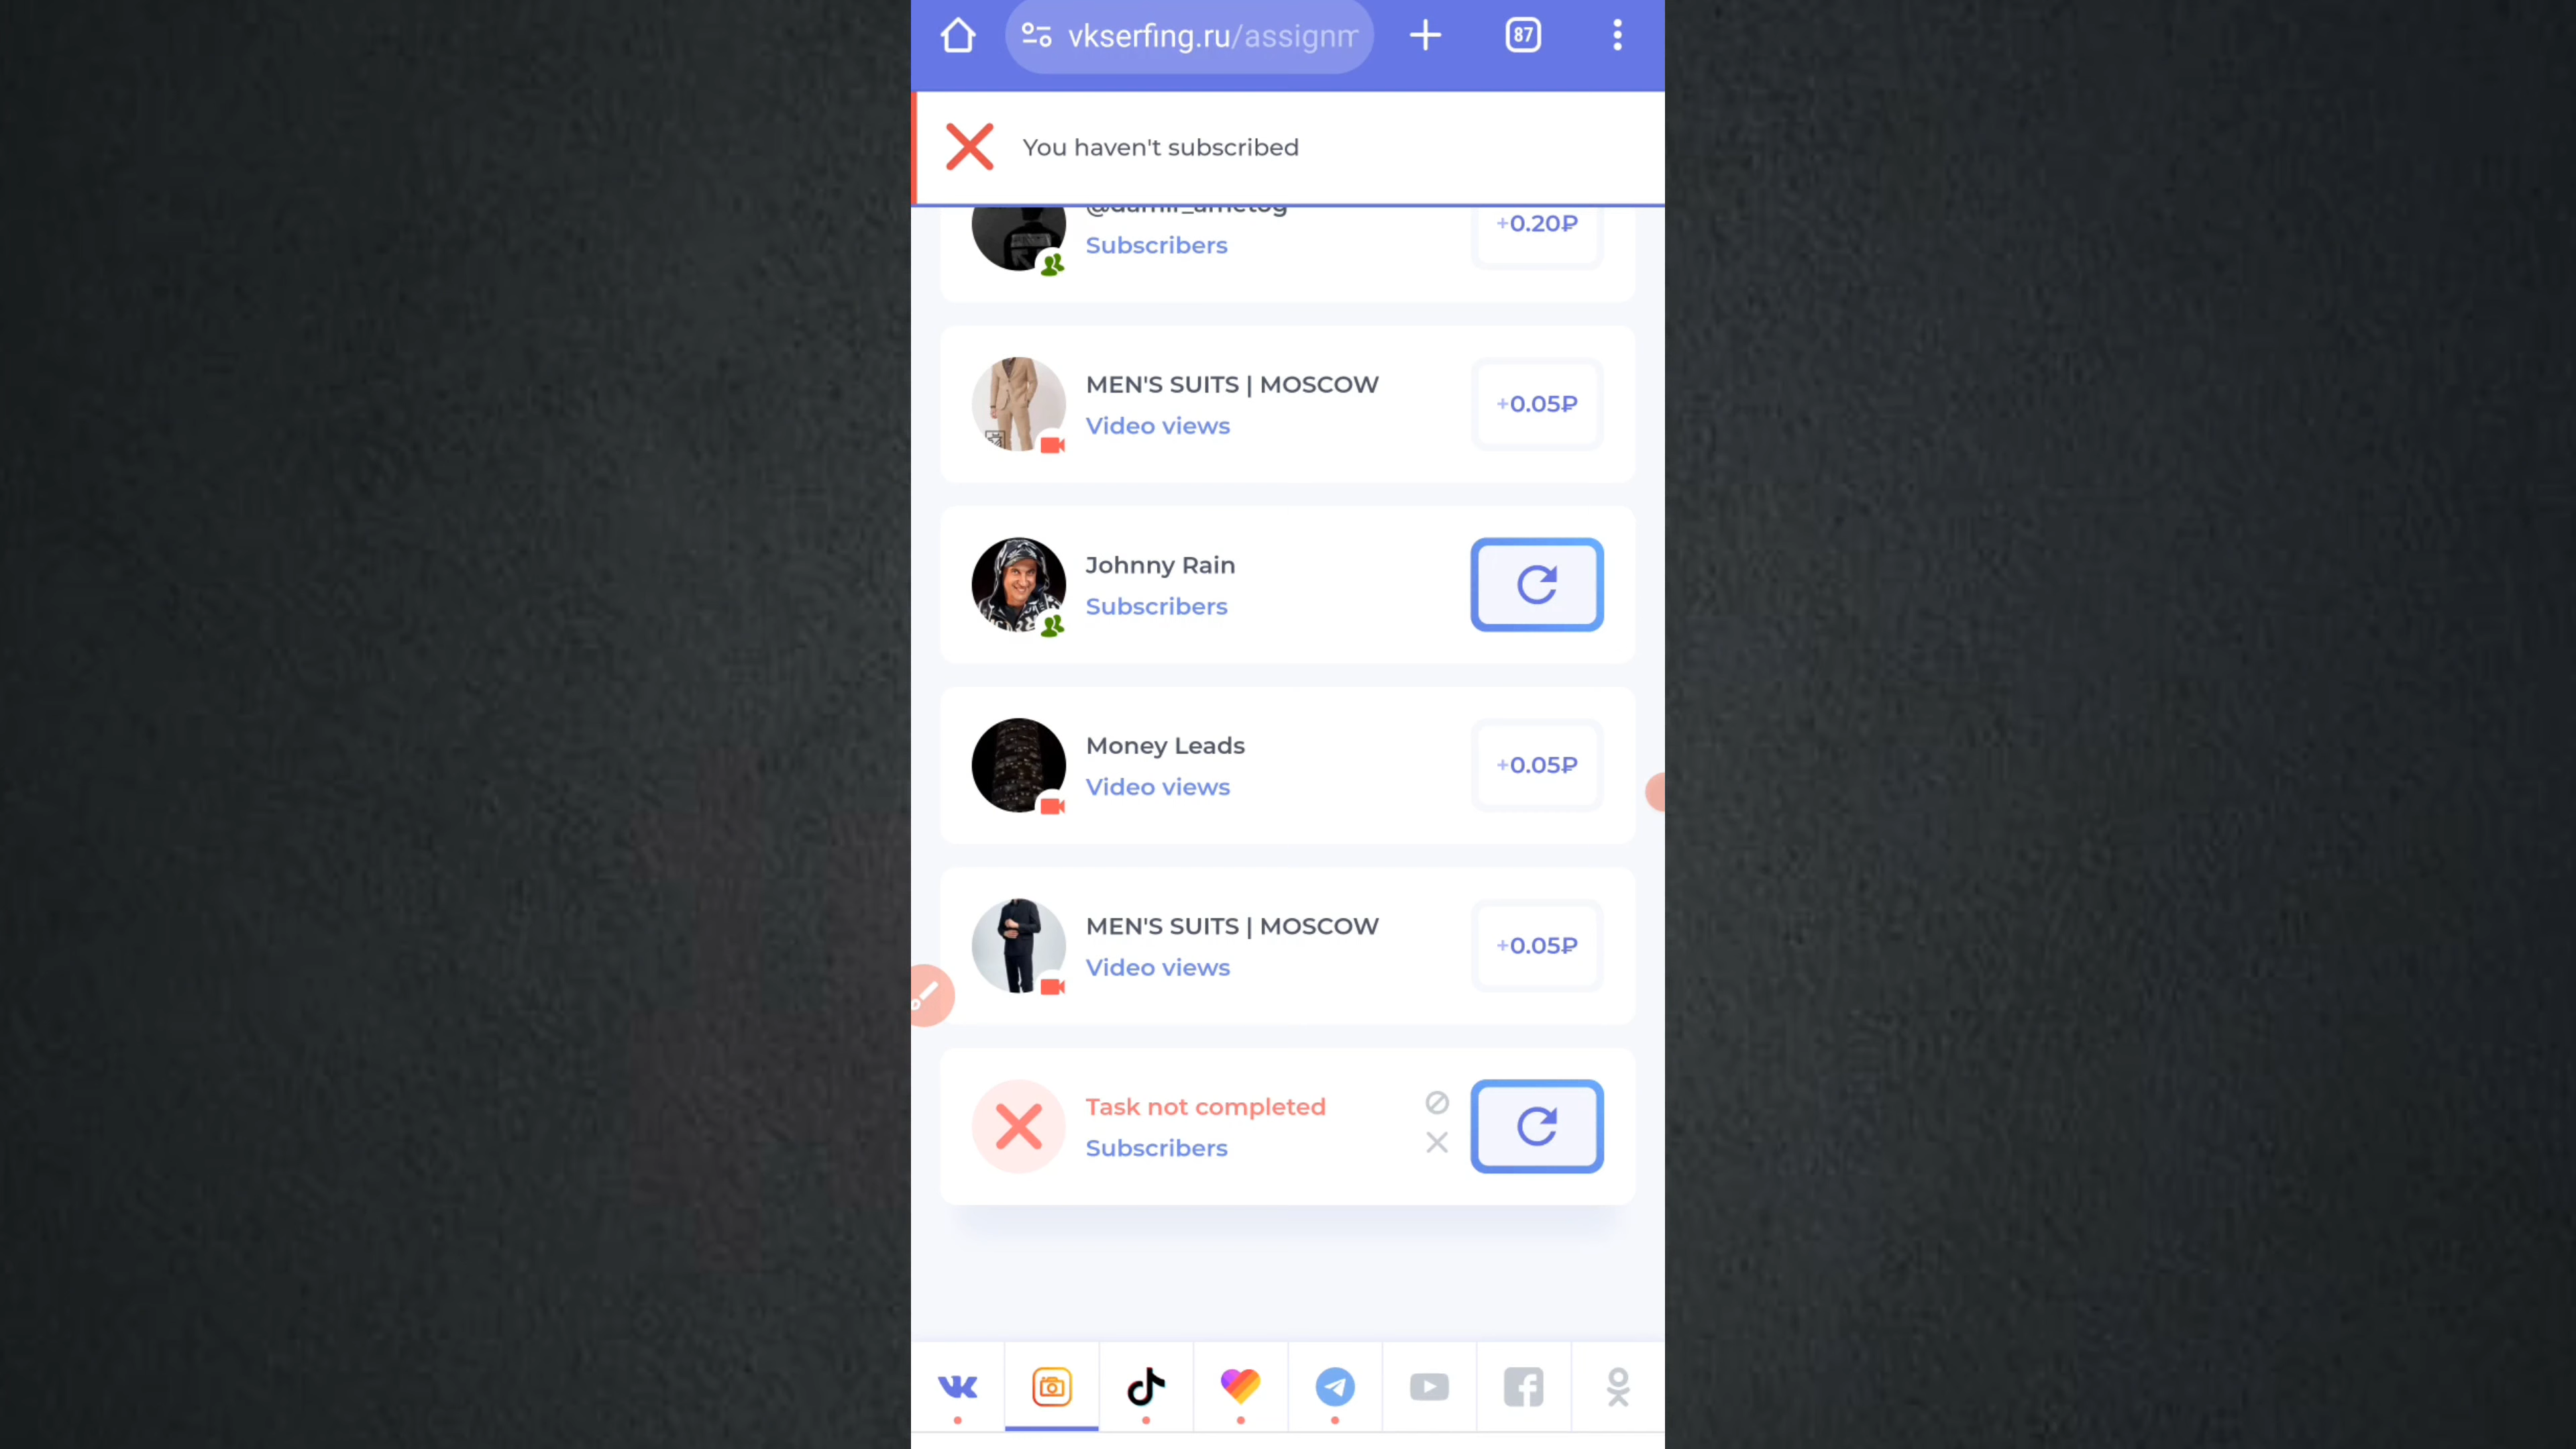 vkserfing.ru/assignm
87
You haven't subscribed
Subscribers
+0.20₽
MEN'S SUITS | MOSCOW
Video views
+0.05₽
Johnny Rain
Subscribers
Money Leads
Video views
+0.05₽
MEN'S SUITS | MOSCOW
Video views
+0.05₽
Task not completed
Subscribers